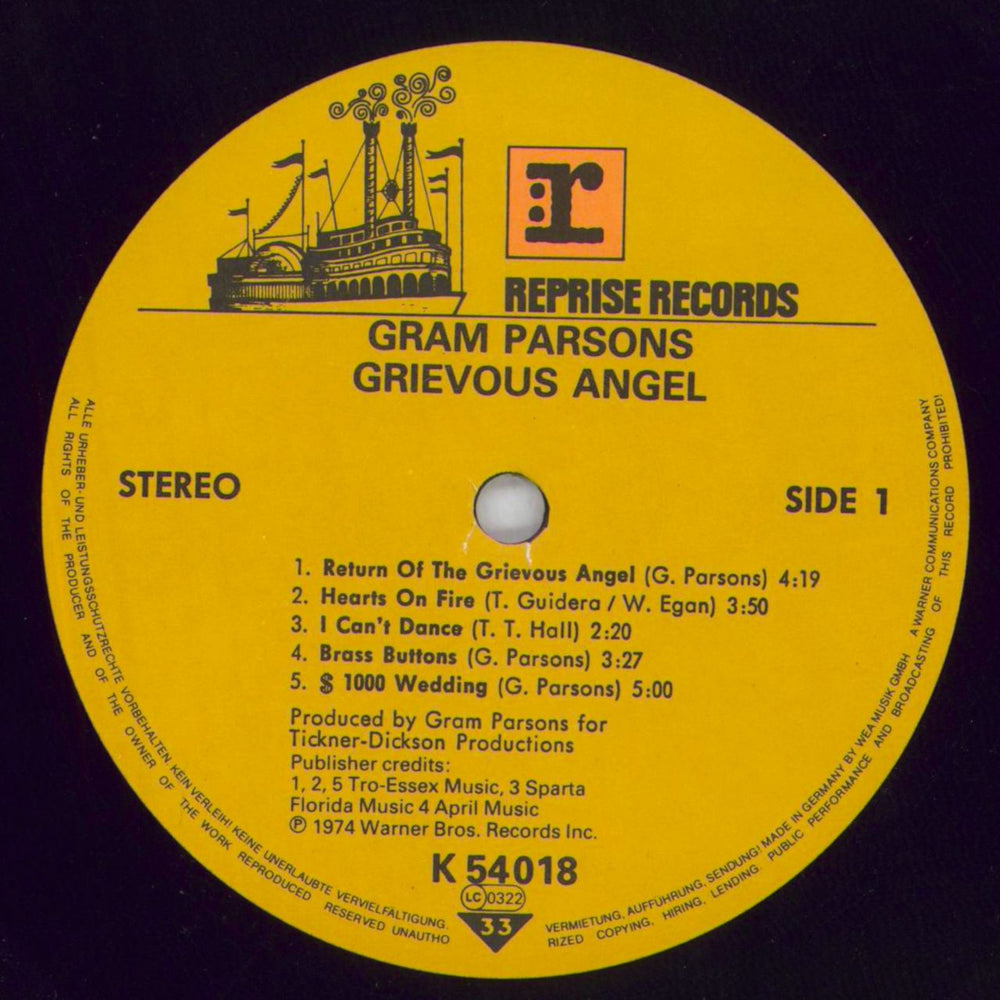 r
REPRISE RECORDS
GRAM PARSONS
GRIEVOUS ANGEL
STEREO
SIDE 1
1. Return Of The Grievous Angel (G. Parsons) 4:19
2. Hearts On Fire (T. Guidera / W. Egan) 3:50
3. I Can't Dance (T. T. Hall) 2:20
4. Brass Buttons (G. Parsons) 3:27
5. $ 1000 Wedding (G. Parsons) 5:00
Produced by Gram Parsons for
Tickner-Dickson Productions
Publisher credits:
1, 2, 5 Tro-Essex Music, 3 Sparta
Florida Music 4 April Music
℗ 1974 Warner Bros. Records Inc.
K 54018
LC 0322
33
ALLE URHEBER- UND LEISTUNGSSCHUTZRECHTE VORBEHALTEN. KEIN VERLEIH! KEINE UNERLAUBTE VERVIELFÄLTIGUNG, VERMIETUNG, AUFFÜHRUNG, SENDUNG! MADE IN GERMANY BY WEA MUSIK GMBH A WARNER COMMUNICATIONS COMPANY
ALL RIGHTS OF THE PRODUCER AND OF THE OWNER OF THE WORK REPRODUCED RESERVED UNAUTHORIZED COPYING, HIRING, LENDING, PUBLIC PERFORMANCE AND BROADCASTING OF THIS RECORD PROHIBITED!